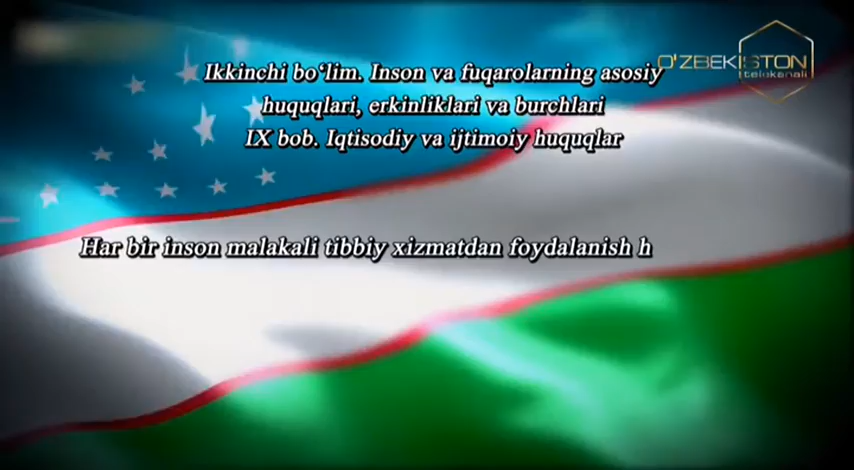 O'ZBEKISTON
telekanali
Ikkinchi bo‘lim. Inson va fuqarolarning asosiy
huquqlari, erkinliklari va burchlari
IX bob. Iqtisodiy va ijtimoiy huquqlar
Har bir inson malakali tibbiy xizmatdan foydalanish h